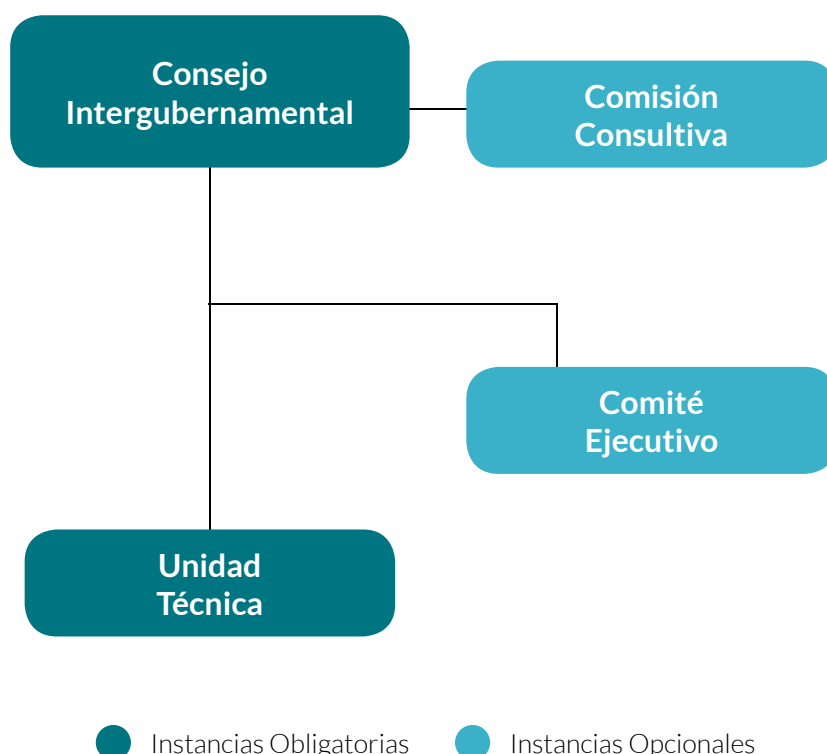 Consejo
Intergubernamental
Comisión
Consultiva
Comité
Ejecutivo
Unidad
Técnica
Instancias Obligatorias
Instancias Opcionales